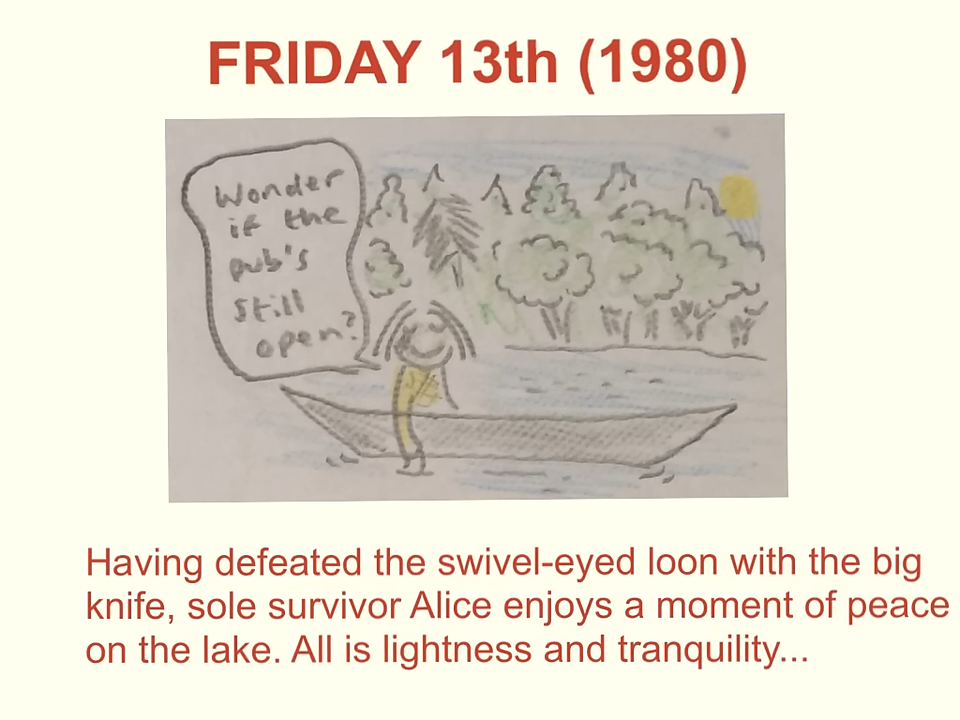 FRIDAY 13th (1980)
Wonder
if the
pub's
still
open?
Having defeated the swivel-eyed loon with the big
knife, sole survivor Alice enjoys a moment of peace
on the lake. All is lightness and tranquility...